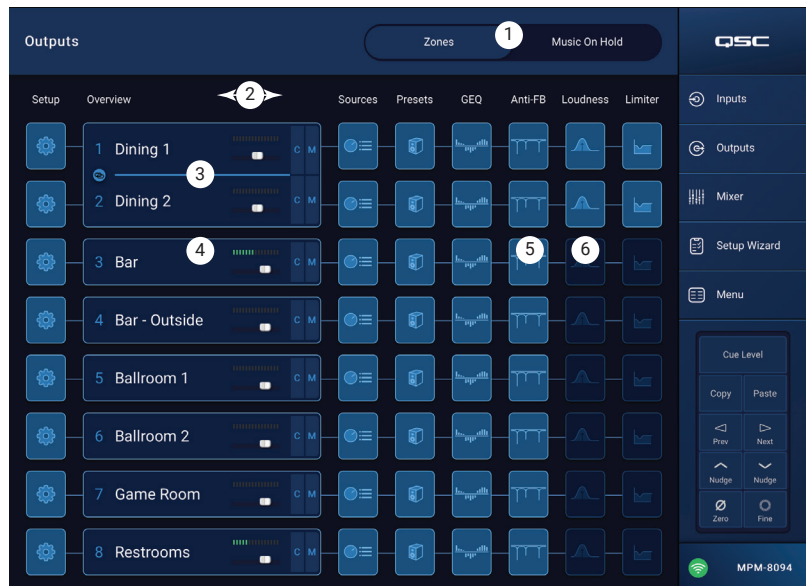 Outputs
Zones
1
Music On Hold
QSC
Setup Overview 2 Sources Presets GEQ Anti-FB Loudness Limiter
1 Dining 1 C M
3
2 Dining 2 C M
3 Bar 4 C M 5 6
4 Bar - Outside C M
5 Ballroom 1 C M
6 Ballroom 2 C M
7 Game Room C M
8 Restrooms C M
Inputs
Outputs
Mixer
Setup Wizard
Menu
Cue Level
Copy Paste
Prev Next
Nudge Nudge
Zero Fine
MPM-8094